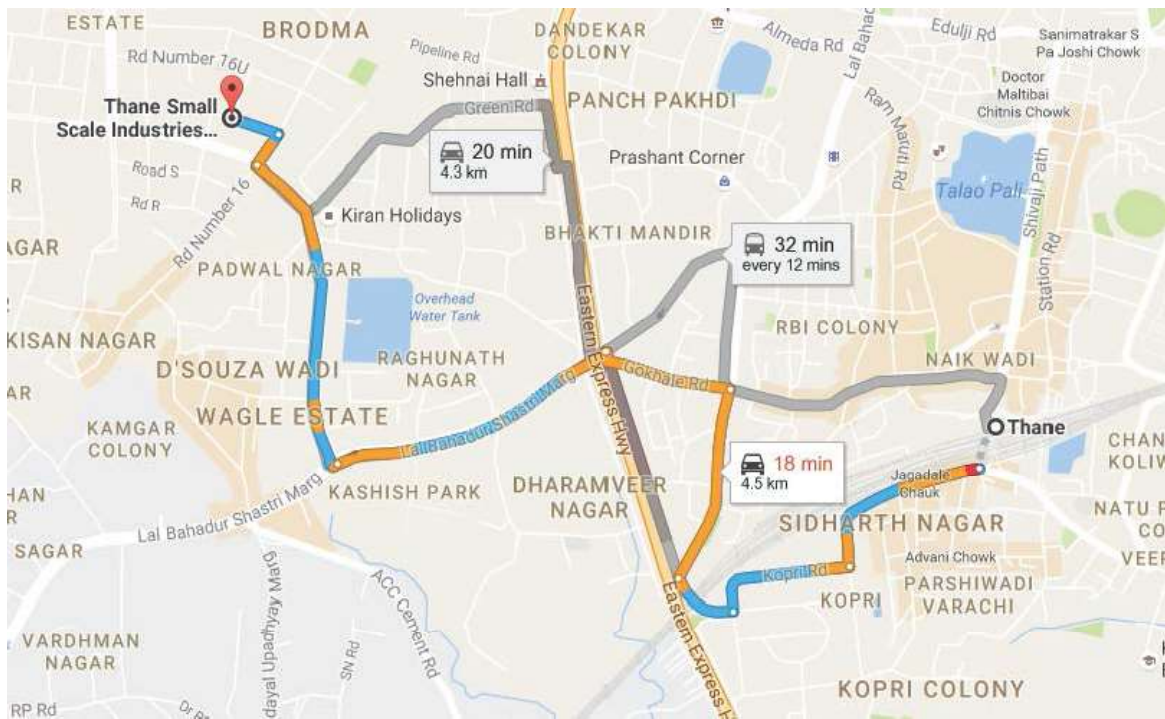 ESTATE
BRODMA
DANDEKAR
COLONY
Almeda Rd
Lal Bahad
Edulji Rd
Sanimatrakar S
Pa Joshi Chowk
Rd Number 16U
Pipeline Rd
Shehnai Hall
Green Rd
PANCH PAKHDI
Doctor
Maltibai
Chitnis Chowk
Thane Small
Scale Industries...
20 min
4.3 km
Prashant Corner
Ram Maruti Rd
Talao Pali
Shivaji Path
Road S
Rd R
R
Rd Number 16
Kiran Holidays
AGAR
PADWAL NAGAR
BHAKTI MANDIR
32 min
every 12 mins
Station Rd
Overhead
Water Tank
Eastern Express Hwy
RBI COLONY
KISAN NAGAR
D'SOUZA WADI
RAGHUNATH
NAGAR
Gokhale Rd
NAIK WADI
AR
WAGLE ESTATE
Lal Bahadur Shastri Marg
KAMGAR
COLONY
Thane
CHAN
KOLIW
18 min
4.5 km
Jagadale
Chauk
HAN
R
KASHISH PARK
DHARAMVEER
NAGAR
SIDHARTH NAGAR
NATU F
CO
SAGAR
Lal Bahadur Shastri Marg
Advani Chowk
VEER
Kopri Rd
KOPRI
PARSHIWADI
VARACHI
dayal Upadhyay Marg
ACC Cement Rd
Eastern Express H
VARDHMAN
NAGAR
SN Rd
KOPRI COLONY
RP Rd